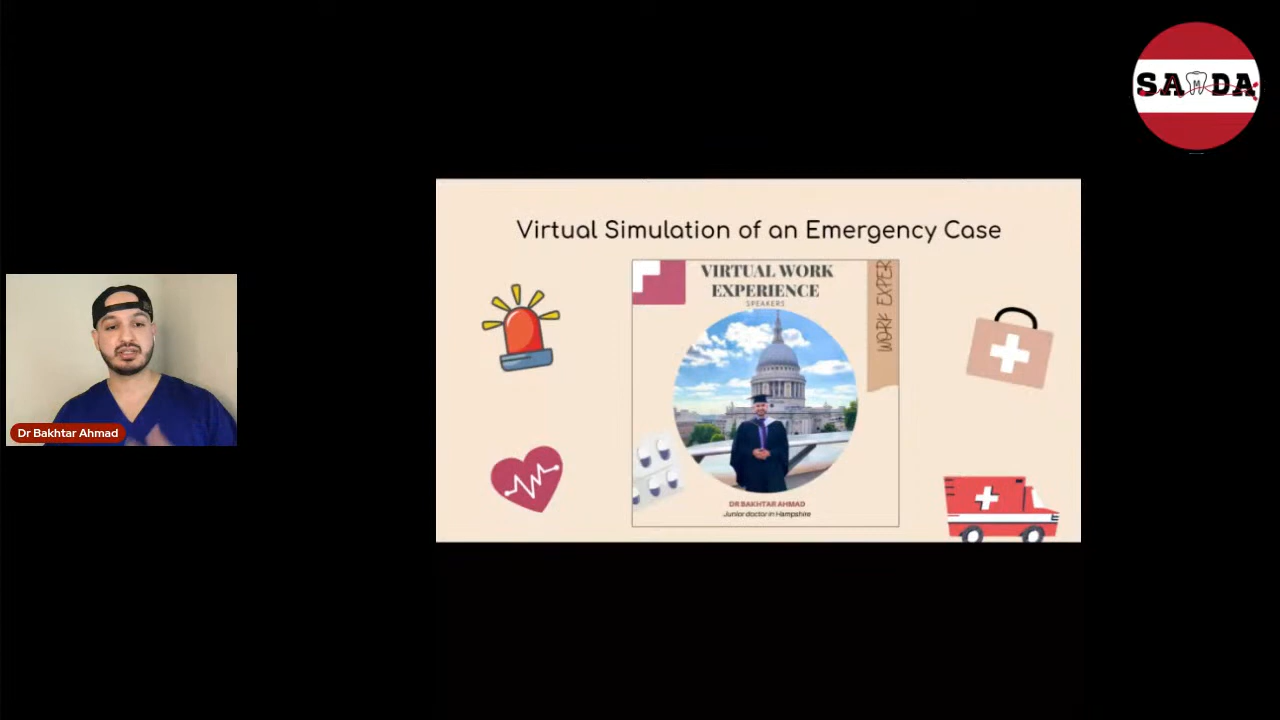 SAMDA
Virtual Simulation of an Emergency Case
VIRTUAL WORK
EXPERIENCE
SPEAKERS
WORK EXPER
DR BAKHTAR AHMAD
Junior doctor in Hampshire
Dr Bakhtar Ahmad